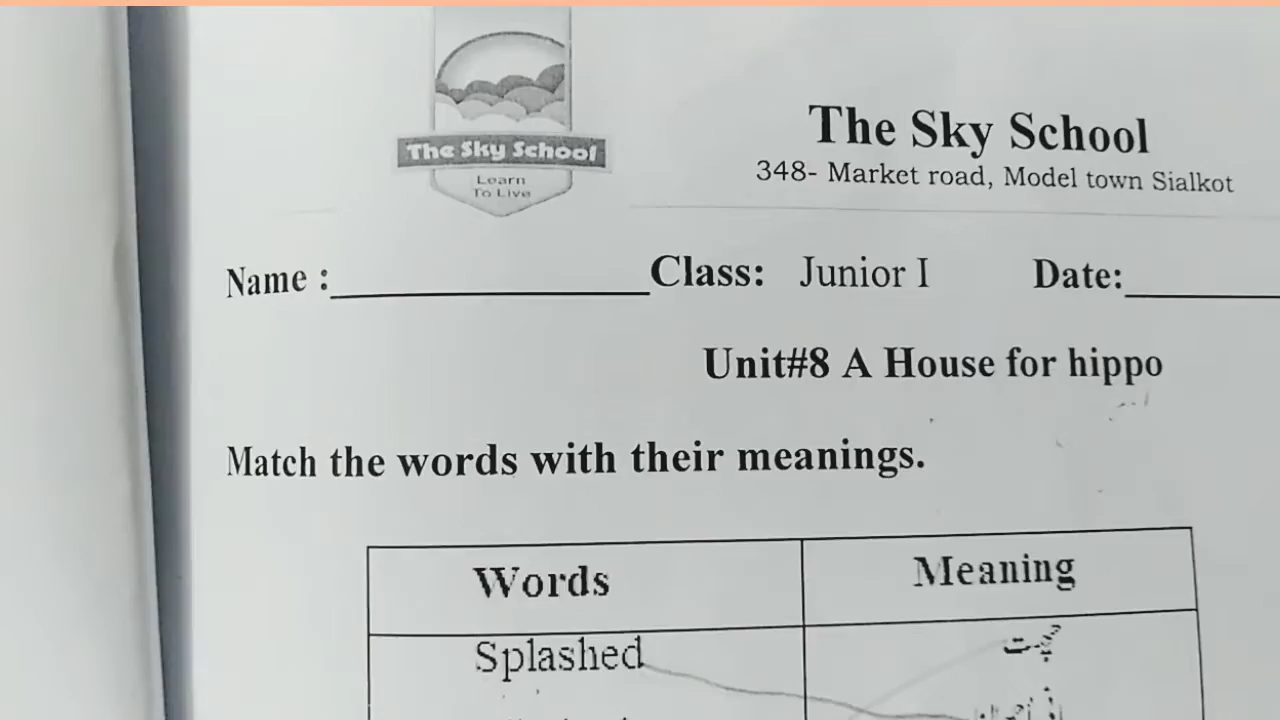 The Sky School
Learn
To Live
The Sky School
348- Market road, Model town Sialkot
Name : Class: Junior I Date:
Unit#8 A House for hippo
Match the words with their meanings.
Words Meaning
Splashed